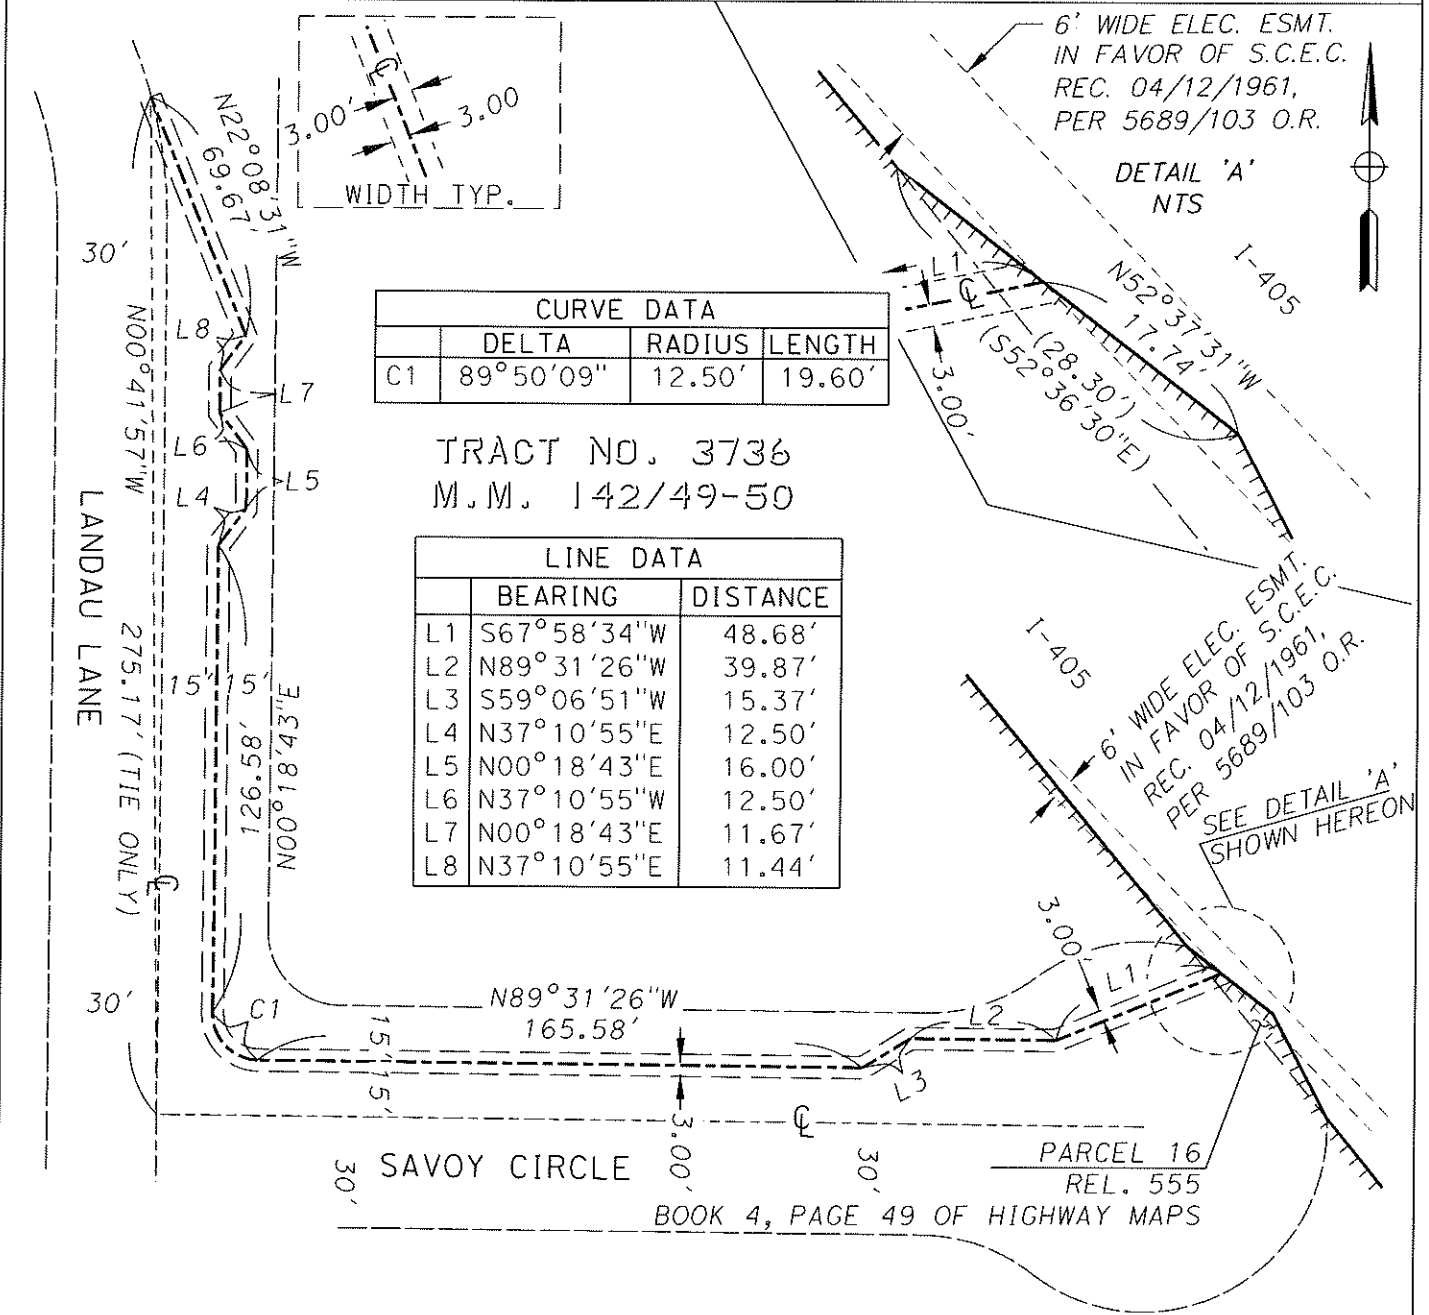 6' WIDE ELEC. ESMT.
IN FAVOR OF S.C.E.C.
REC. 04/12/1961,
PER 5689/103 O.R.
DETAIL 'A'
NTS
I-405
N52°37'31"W
17.74'
(28.30')
(S52°36'30"E)
L1
℄
3.00'
N22°08'31"W
69.67'
℄
3.00'
3.00
WIDTH TYP.
30'
N00°41'57"W
275.17' (TIE ONLY)
LANDAU LANE
L8
L7
L6
L5
L4
CURVE DATA
DELTA RADIUS LENGTH
C1 89°50'09" 12.50' 19.60'
TRACT NO. 3736
M.M. 142/49-50
LINE DATA
BEARING DISTANCE
L1 S67°58'34"W 48.68'
L2 N89°31'26"W 39.87'
L3 S59°06'51"W 15.37'
L4 N37°10'55"E 12.50'
L5 N00°18'43"E 16.00'
L6 N37°10'55"W 12.50'
L7 N00°18'43"E 11.67'
L8 N37°10'55"E 11.44'
15' 15'
126.58'
N00°18'43"E
℄
30'
C1
I-405
6' WIDE ELEC. ESMT.
IN FAVOR OF S.C.E.C.
REC. 04/12/1961,
PER 5689/103 O.R.
SEE DETAIL 'A'
SHOWN HEREON
3.00'
L1
L2
L3
N89°31'26"W
165.58'
15' 15'
3.00'
℄
30'
SAVOY CIRCLE
30'
PARCEL 16
REL. 555
BOOK 4, PAGE 49 OF HIGHWAY MAPS